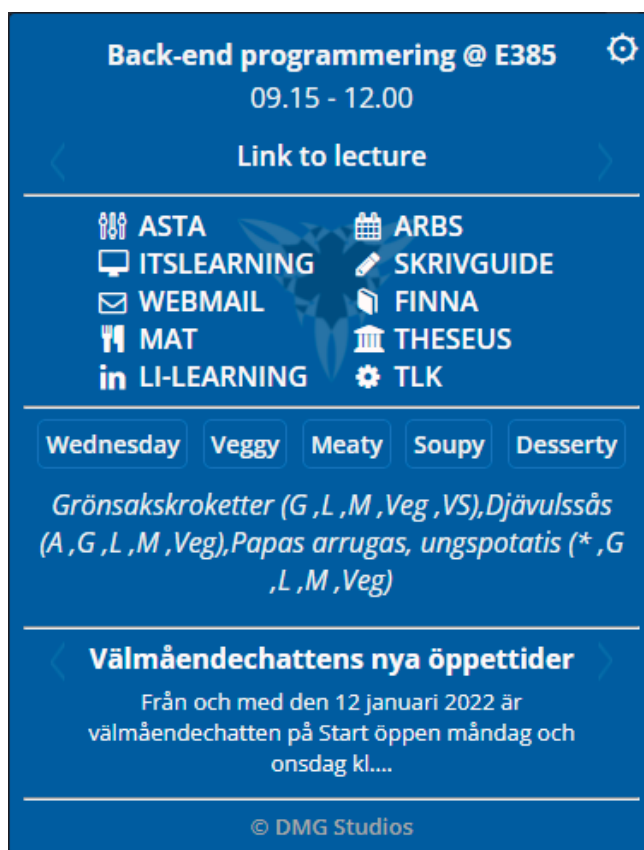 Back-end programmering @ E385
09.15 - 12.00
Link to lecture
ASTA ARBS
ITSLEARNING SKRIVGUIDE
WEBMAIL FINNA
MAT THESEUS
in LI-LEARNING TLK
Wednesday Veggy Meaty Soupy Desserty
Grönsakskroketter (G ,L ,M ,Veg ,VS),Djävulssås
(A ,G ,L ,M ,Veg),Papas arrugas, ungspotatis (* ,G
,L ,M ,Veg)
Välmåendechattens nya öppettider
Från och med den 12 januari 2022 är
välmåendechatten på Start öppen måndag och
onsdag kl....
© DMG Studios